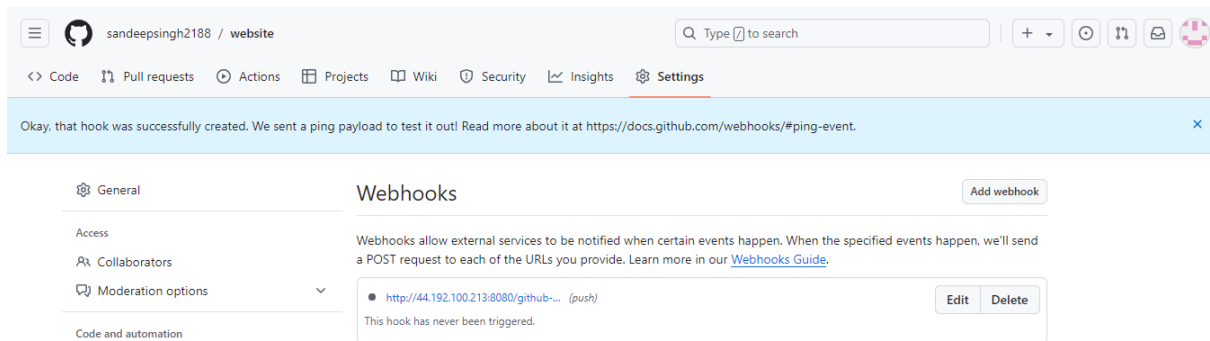 sandeepsingh2188 / website
Type / to search
<> Code Pull requests Actions Projects Wiki Security Insights Settings
Okay, that hook was successfully created. We sent a ping payload to test it out! Read more about it at https://docs.github.com/webhooks/#ping-event.
General
Webhooks
Add webhook
Access
Webhooks allow external services to be notified when certain events happen. When the specified events happen, we'll send
a POST request to each of the URLs you provide. Learn more in our Webhooks Guide.
Collaborators
Moderation options
http://44.192.100.213:8080/github-... (push)
Edit Delete
This hook has never been triggered.
Code and automation